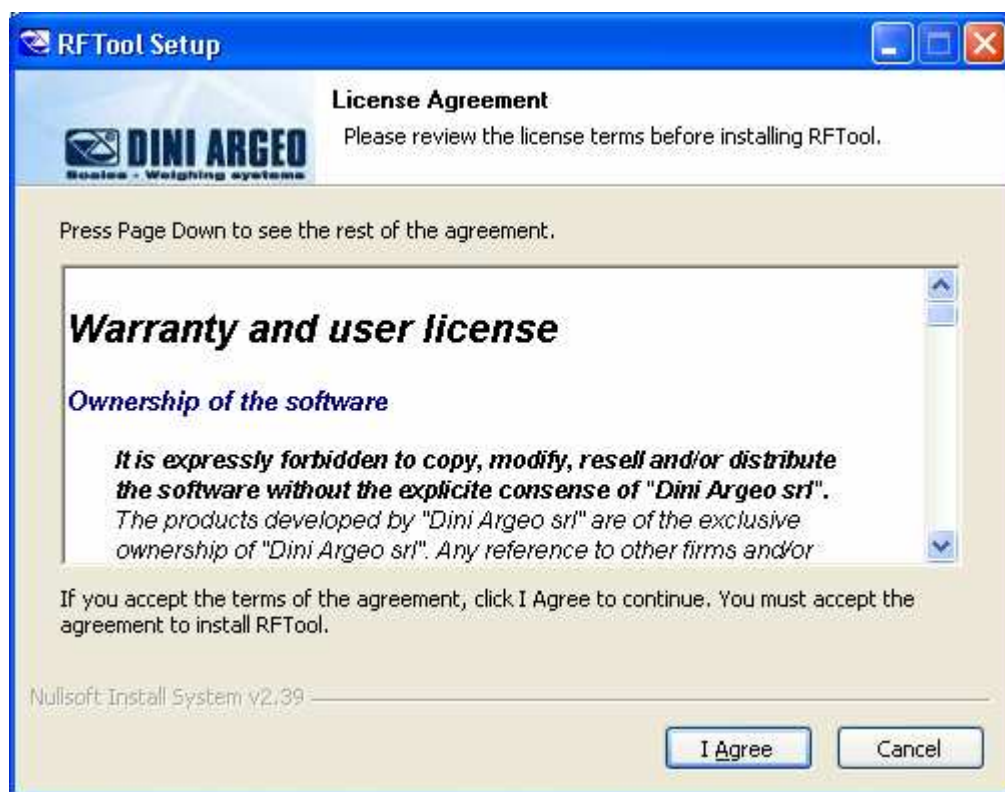 RFTool Setup
License Agreement
Please review the license terms before installing RFTool.
DINI ARGEO
Scales - Weighing systems
Press Page Down to see the rest of the agreement.
Warranty and user license
Ownership of the software
It is expressly forbidden to copy, modify, resell and/or distribute
the software without the explicite consense of "Dini Argeo srl".
The products developed by "Dini Argeo srl" are of the exclusive
ownership of "Dini Argeo srl". Any reference to other firms and/or
If you accept the terms of the agreement, click I Agree to continue. You must accept the
agreement to install RFTool.
Nullsoft Install System v2.39
I Agree
Cancel